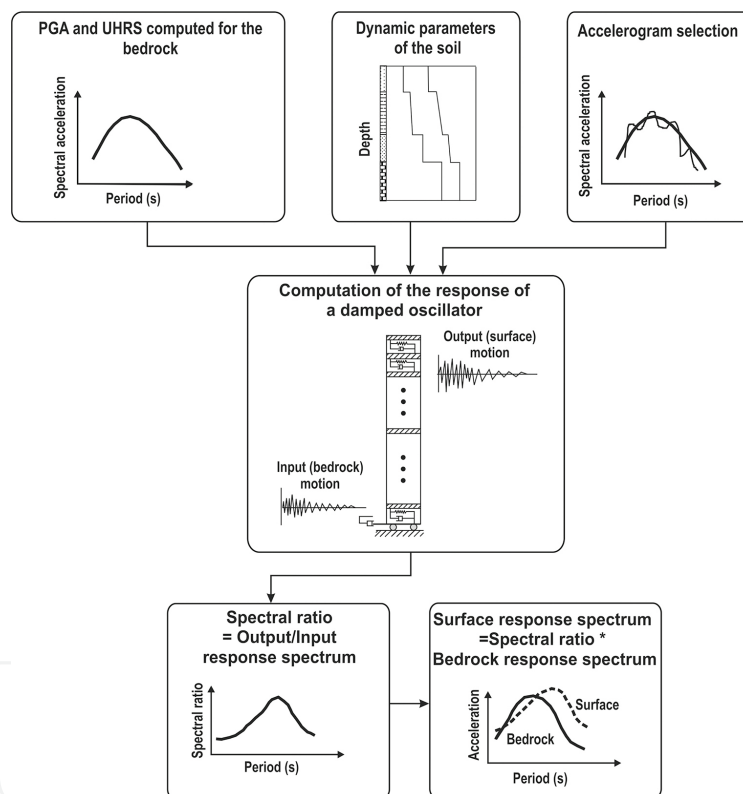 PGA and UHRS computed for the
bedrock
Spectral acceleration
Period (s)
Dynamic parameters
of the soil
Depth
Accelerogram selection
Spectral acceleration
Period (s)
Computation of the response of
a damped oscillator
Output (surface)
motion
Input (bedrock)
motion
Spectral ratio
= Output/Input
response spectrum
Spectral ratio
Period (s)
Surface response spectrum
=Spectral ratio *
Bedrock response spectrum
Acceleration
Surface
Bedrock
Period (s)